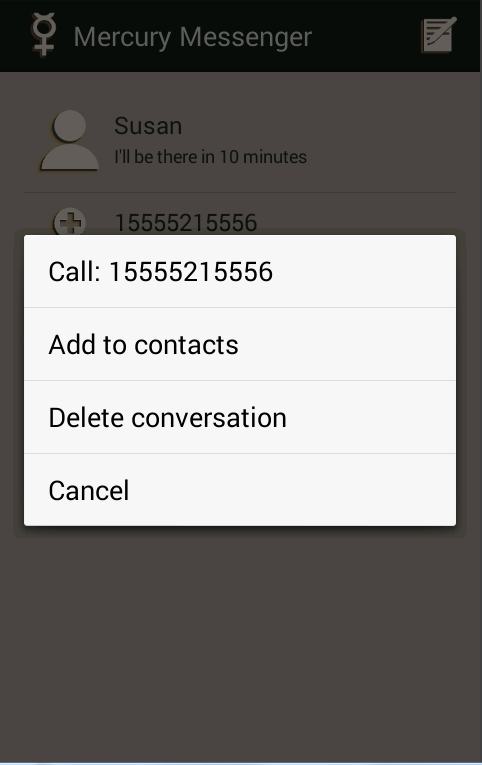 Mercury Messenger
Susan
I'll be there in 10 minutes
15555215556
Call: 15555215556
Add to contacts
Delete conversation
Cancel